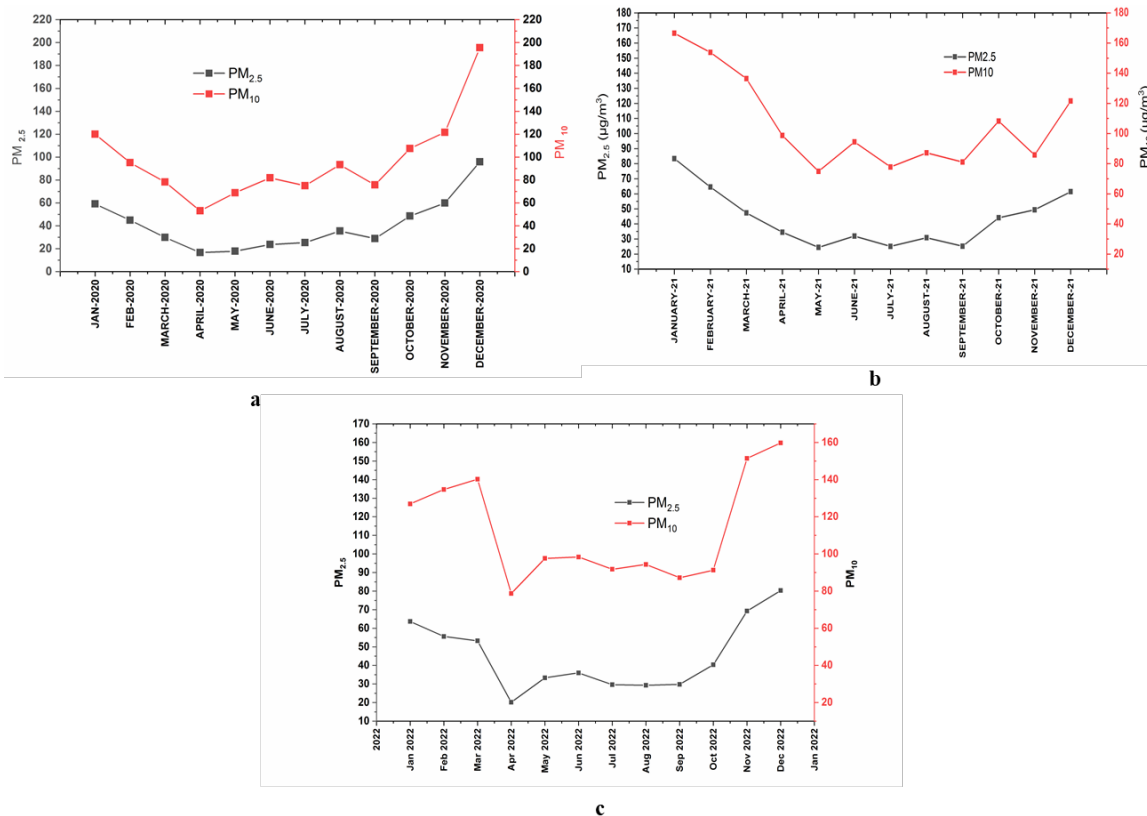 220
200
180
160
140
120
100
80
60
40
20
0
PM 2.5
PM2.5
PM10
220
200
180
160
140
120
100
80
60
40
20
0
PM 10
JAN-2020
FEB-2020
MARCH-2020
APRIL-2020
MAY-2020
JUNE-2020
JULY-2020
AUGUST-2020
SEPTEMBER-2020
OCTOBER-2020
NOVEMBER-2020
DECEMBER-2020
a
180
170
160
150
140
130
120
110
100
90
80
70
60
50
40
30
20
10
PM2.5 (µg/m3)
PM2.5
PM10
180
160
140
120
100
80
60
40
20
PM10 (µg/m3)
JANUARY-21
FEBRUARY-21
MARCH-21
APRIL-21
MAY-21
JUNE-21
JULY-21
AUGUST-21
SEPTEMBER-21
OCTOBER-21
NOVEMBER-21
DECEMBER-21
b
170
160
150
140
130
120
110
100
90
80
70
60
50
40
30
20
10
PM2.5
PM2.5
PM10
160
140
120
100
80
60
40
20
PM10
2022
Jan 2022
Feb 2022
Mar 2022
Apr 2022
May 2022
Jun 2022
Jul 2022
Aug 2022
Sep 2022
Oct 2022
Nov 2022
Dec 2022
Jan 2022
c